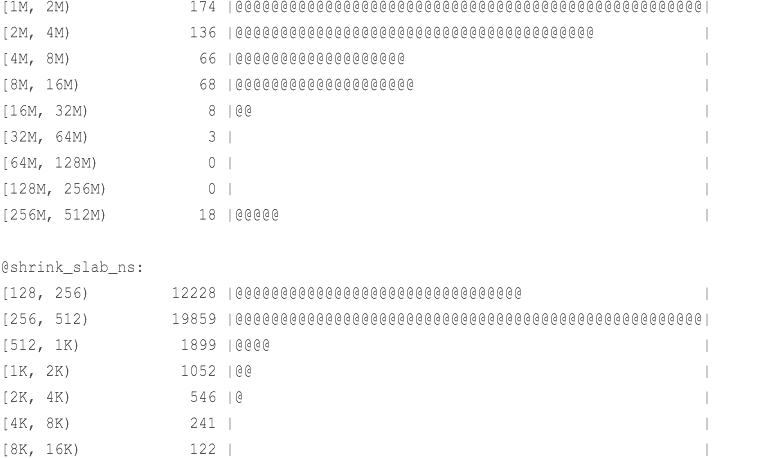 [1M, 2M)             174 |@@@@@@@@@@@@@@@@@@@@@@@@@@@@@@@@@@@@@@@@@@@@@@@@@@@@|
[2M, 4M)             136 |@@@@@@@@@@@@@@@@@@@@@@@@@@@@@@@@@@@@@@@@            |
[4M, 8M)              66 |@@@@@@@@@@@@@@@@@@@                                 |
[8M, 16M)             68 |@@@@@@@@@@@@@@@@@@@@                                |
[16M, 32M)             8 |@@                                                  |
[32M, 64M)             3 |                                                    |
[64M, 128M)            0 |                                                    |
[128M, 256M)           0 |                                                    |
[256M, 512M)          18 |@@@@@                                               |
@shrink_slab_ns:
[128, 256)         12228 |@@@@@@@@@@@@@@@@@@@@@@@@@@@@@@@@                    |
[256, 512)         19859 |@@@@@@@@@@@@@@@@@@@@@@@@@@@@@@@@@@@@@@@@@@@@@@@@@@@@|
[512, 1K)           1899 |@@@@                                                |
[1K, 2K)            1052 |@@                                                  |
[2K, 4K)             546 |@                                                   |
[4K, 8K)             241 |                                                    |
[8K, 16K)            122 |                                                    |